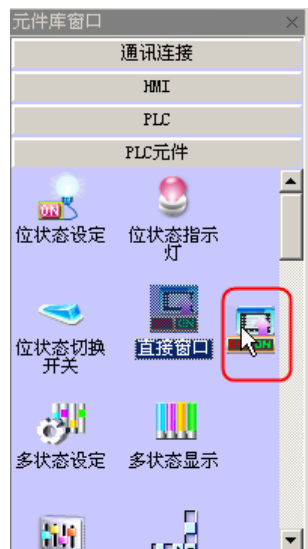 元件库窗口
通讯连接
HMI
PLC
PLC元件
ON
位状态设定 位状态指示
灯
位状态切换 直接窗口
开关
多状态设定 多状态显示